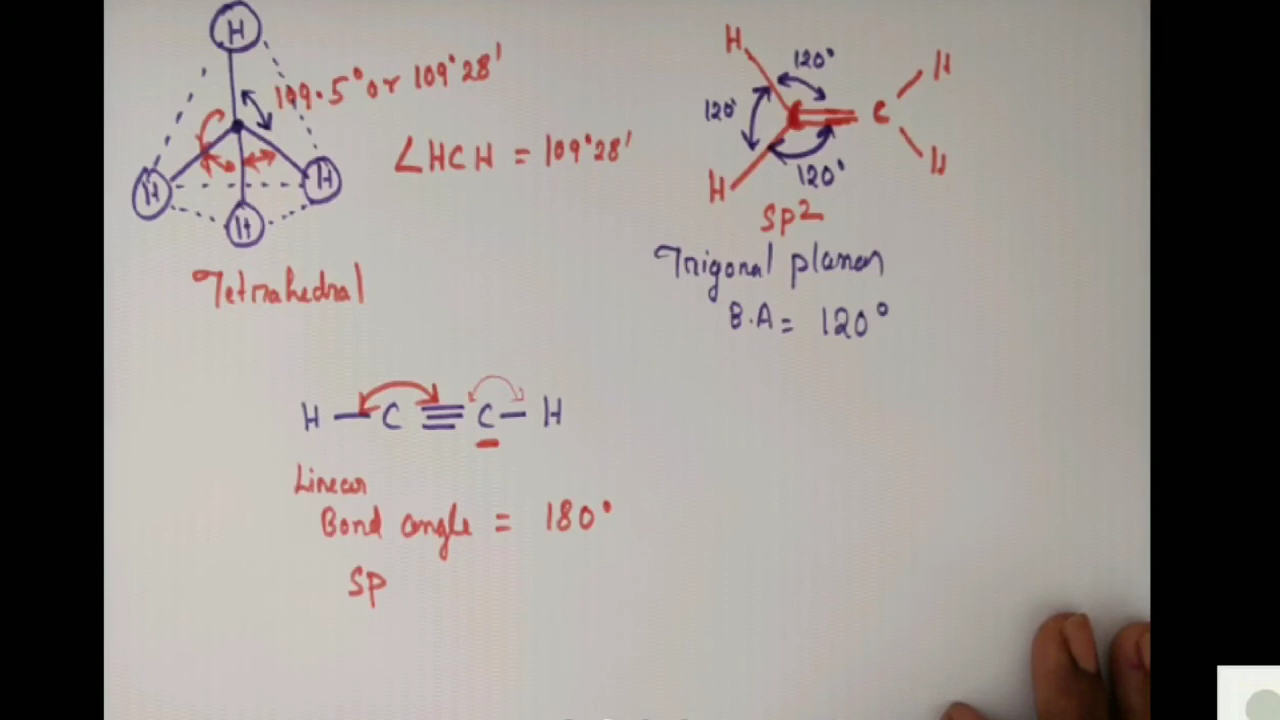 H
109.5° or 109°28'
∠HCH = 109°28'
H H
H
Tetrahedral
H 120° H
120° C = C
H 120° H
Sp2
Trigonal planar
B.A = 120°
H - C ≡ C - H
Linear
Bond angle = 180°
Sp